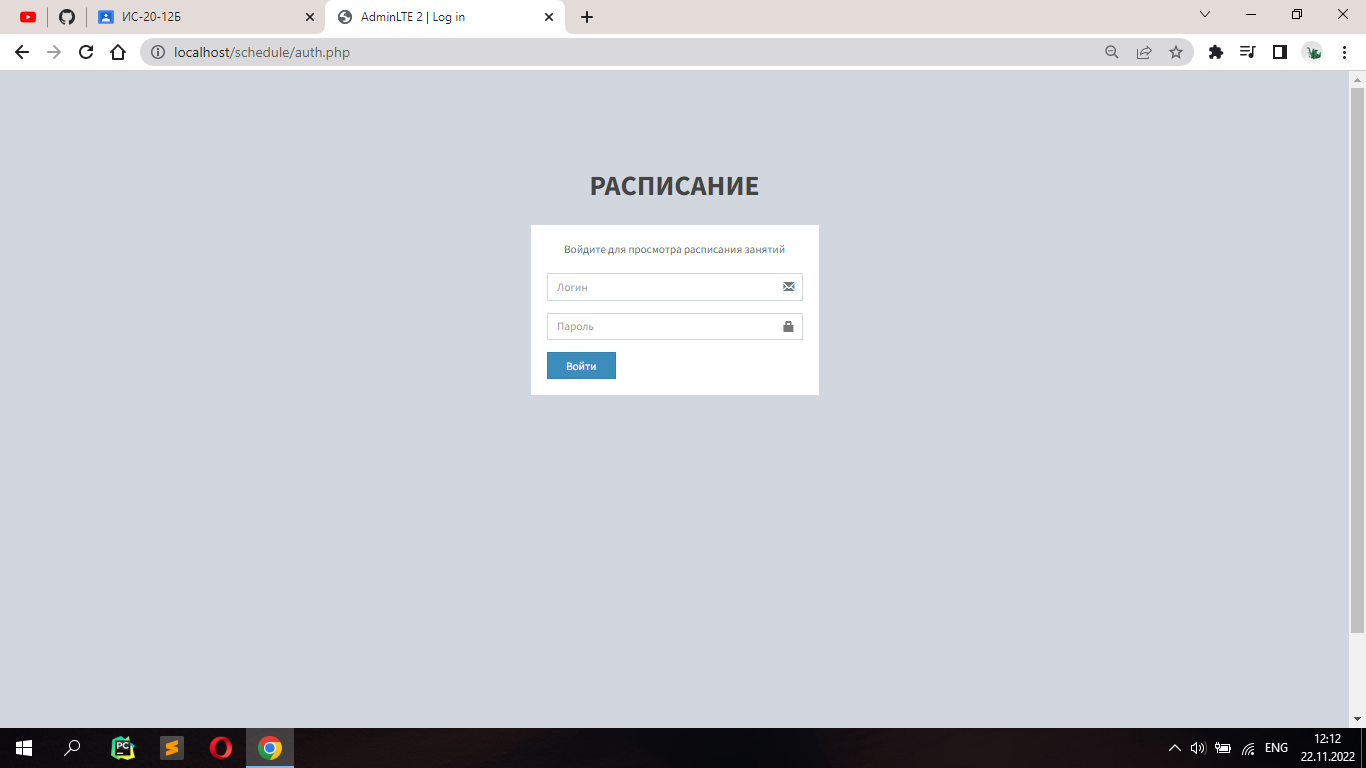 ИС-20-12Б
AdminLTE 2 | Log in
localhost/schedule/auth.php
РАСПИСАНИЕ
Войдите для просмотра расписания занятий
Логин
Пароль
Войти
PC
ENG
12:12
22.11.2022